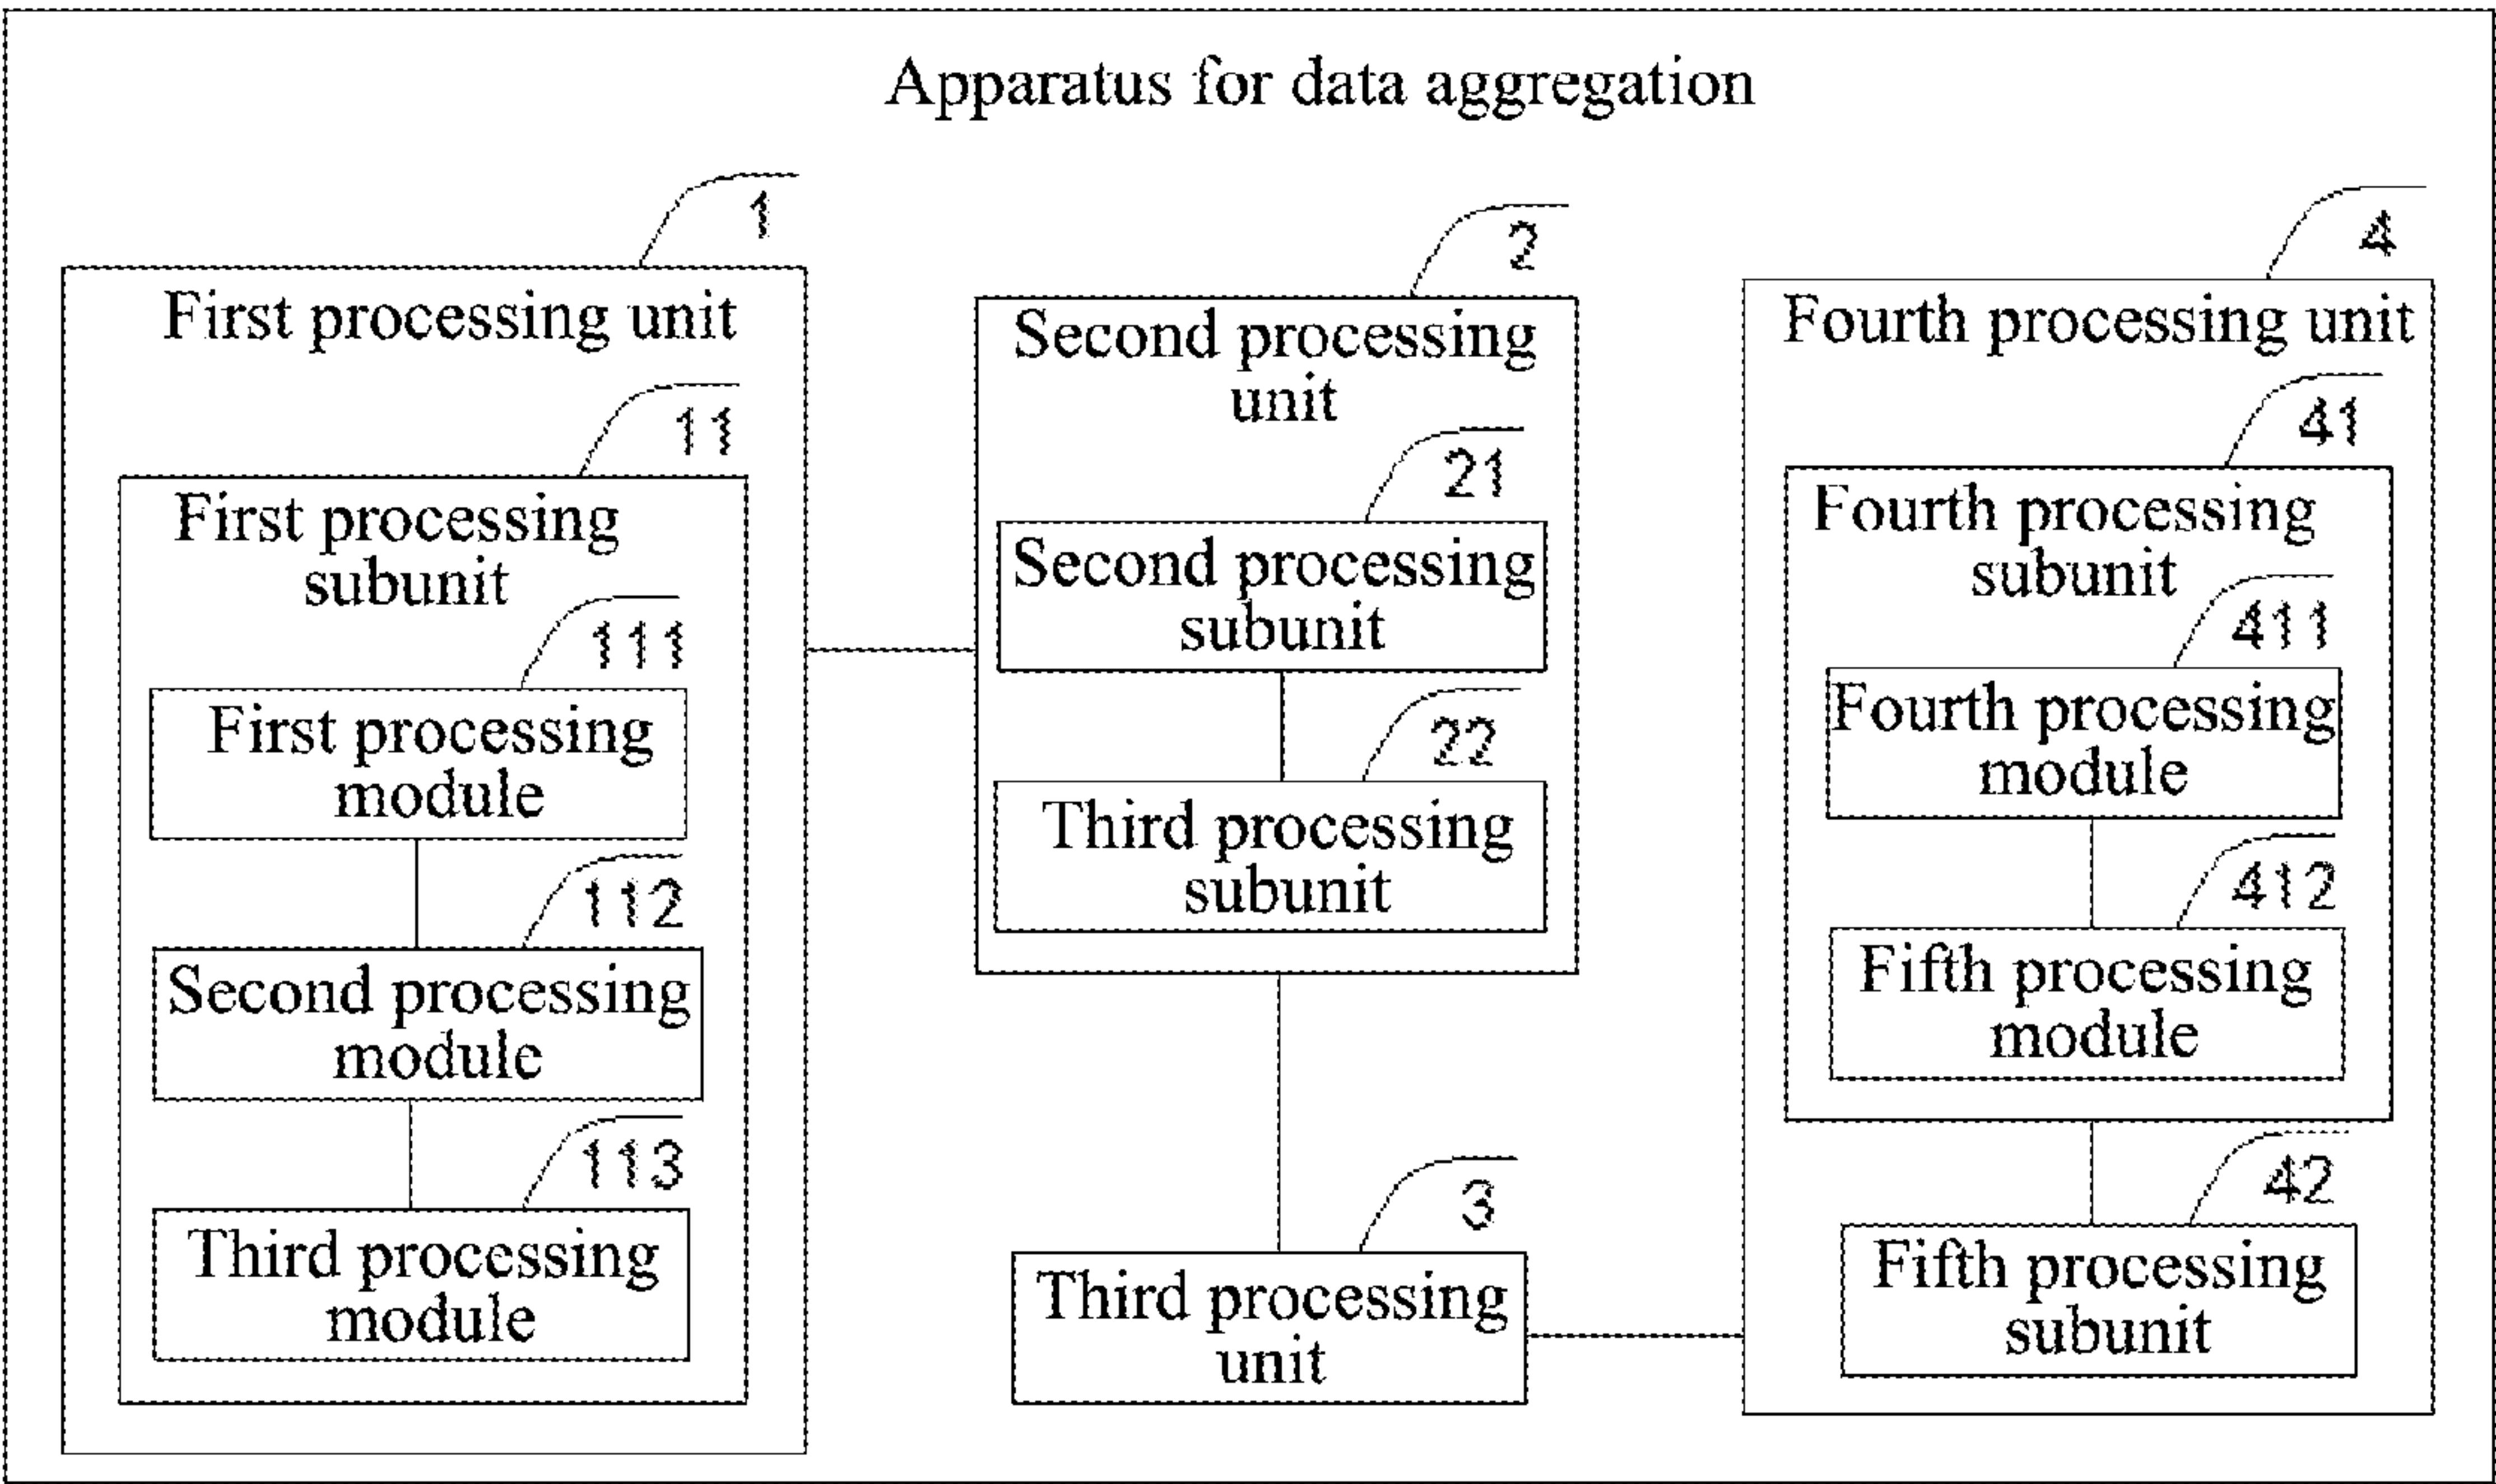 Apparatus for data aggregation
1
First processing unit
11
First processing
subunit
111
First processing
module
112
Second processing
module
113
Third processing
module
2
Second processing
unit
21
Second processing
subunit
22
Third processing
subunit
3
Third processing
unit
4
Fourth processing unit
41
Fourth processing
subunit
411
Fourth processing
module
412
Fifth processing
module
42
Fifth processing
subunit